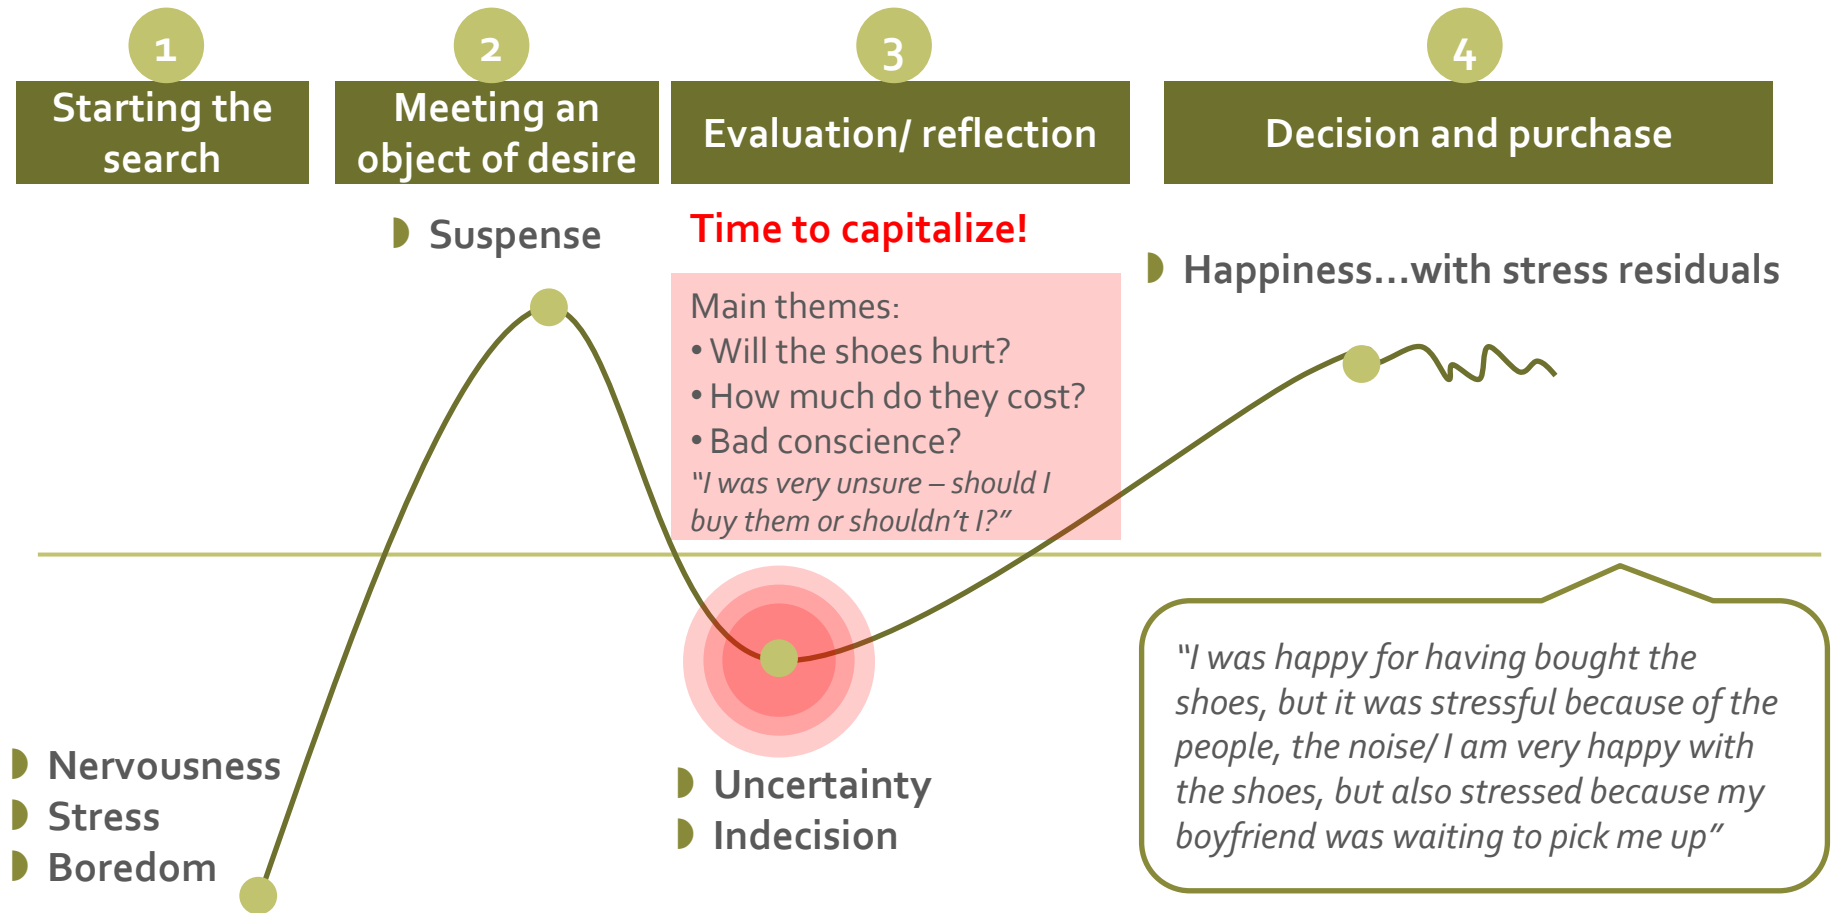 1
Starting the
search
2
Meeting an
object of desire
3
Evaluation/ reflection
4
Decision and purchase
Suspense
Time to capitalize!
Main themes:
• Will the shoes hurt?
• How much do they cost?
• Bad conscience?
“I was very unsure – should I
buy them or shouldn’t I?”
Happiness...with stress residuals
Nervousness
Stress
Boredom
Uncertainty
Indecision
“I was happy for having bought the
shoes, but it was stressful because of the
people, the noise/ I am very happy with
the shoes, but also stressed because my
boyfriend was waiting to pick me up”